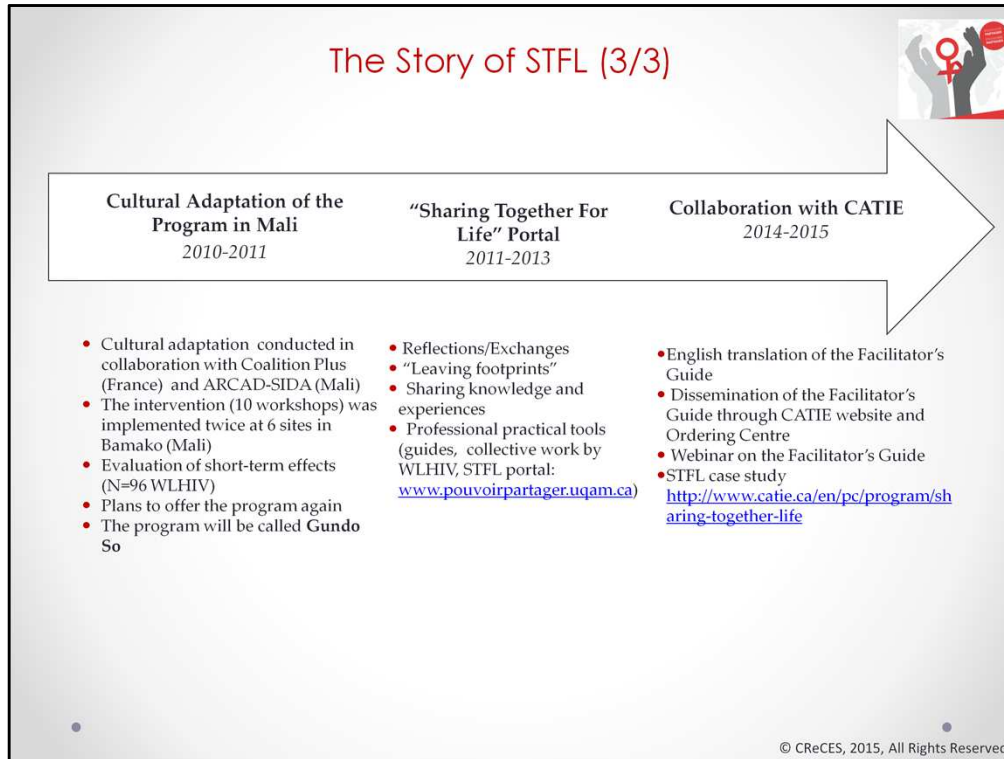 The Story of STFL (3/3)
Cultural Adaptation of the
Program in Mali
2010-2011
“Sharing Together For
Life” Portal
2011-2013
Collaboration with CATIE
2014-2015
• Cultural adaptation conducted in
collaboration with Coalition Plus
(France) and ARCAD-SIDA (Mali)
• The intervention (10 workshops) was
implemented twice at 6 sites in
Bamako (Mali)
• Evaluation of short-term effects
(N=96 WLHIV)
• Plans to offer the program again
• The program will be called Gundo
So
• Reflections/Exchanges
• “Leaving footprints”
• Sharing knowledge and
experiences
• Professional practical tools
(guides, collective work by
WLHIV, STFL portal:
www.pouvoirpartager.uqam.ca)
•English translation of the Facilitator’s
Guide
• Dissemination of the Facilitator’s
Guide through CATIE website and
Ordering Centre
• Webinar on the Facilitator’s Guide
•STFL case study
http://www.catie.ca/en/pc/program/sh
aring-together-life
© CReCES, 2015, All Rights Reserved